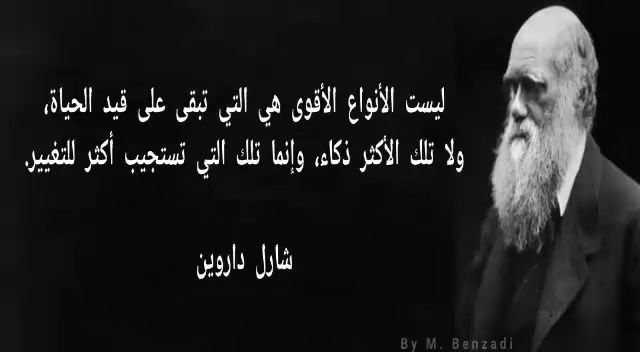 ليست الأنواع الأقوى هي التي تبقى على قيد الحياة،
ولا تلك الأكثر ذكاء، وإنما تلك التي تستجيب أكثر للتغيير.
شارل داروين
By M. Benzadi